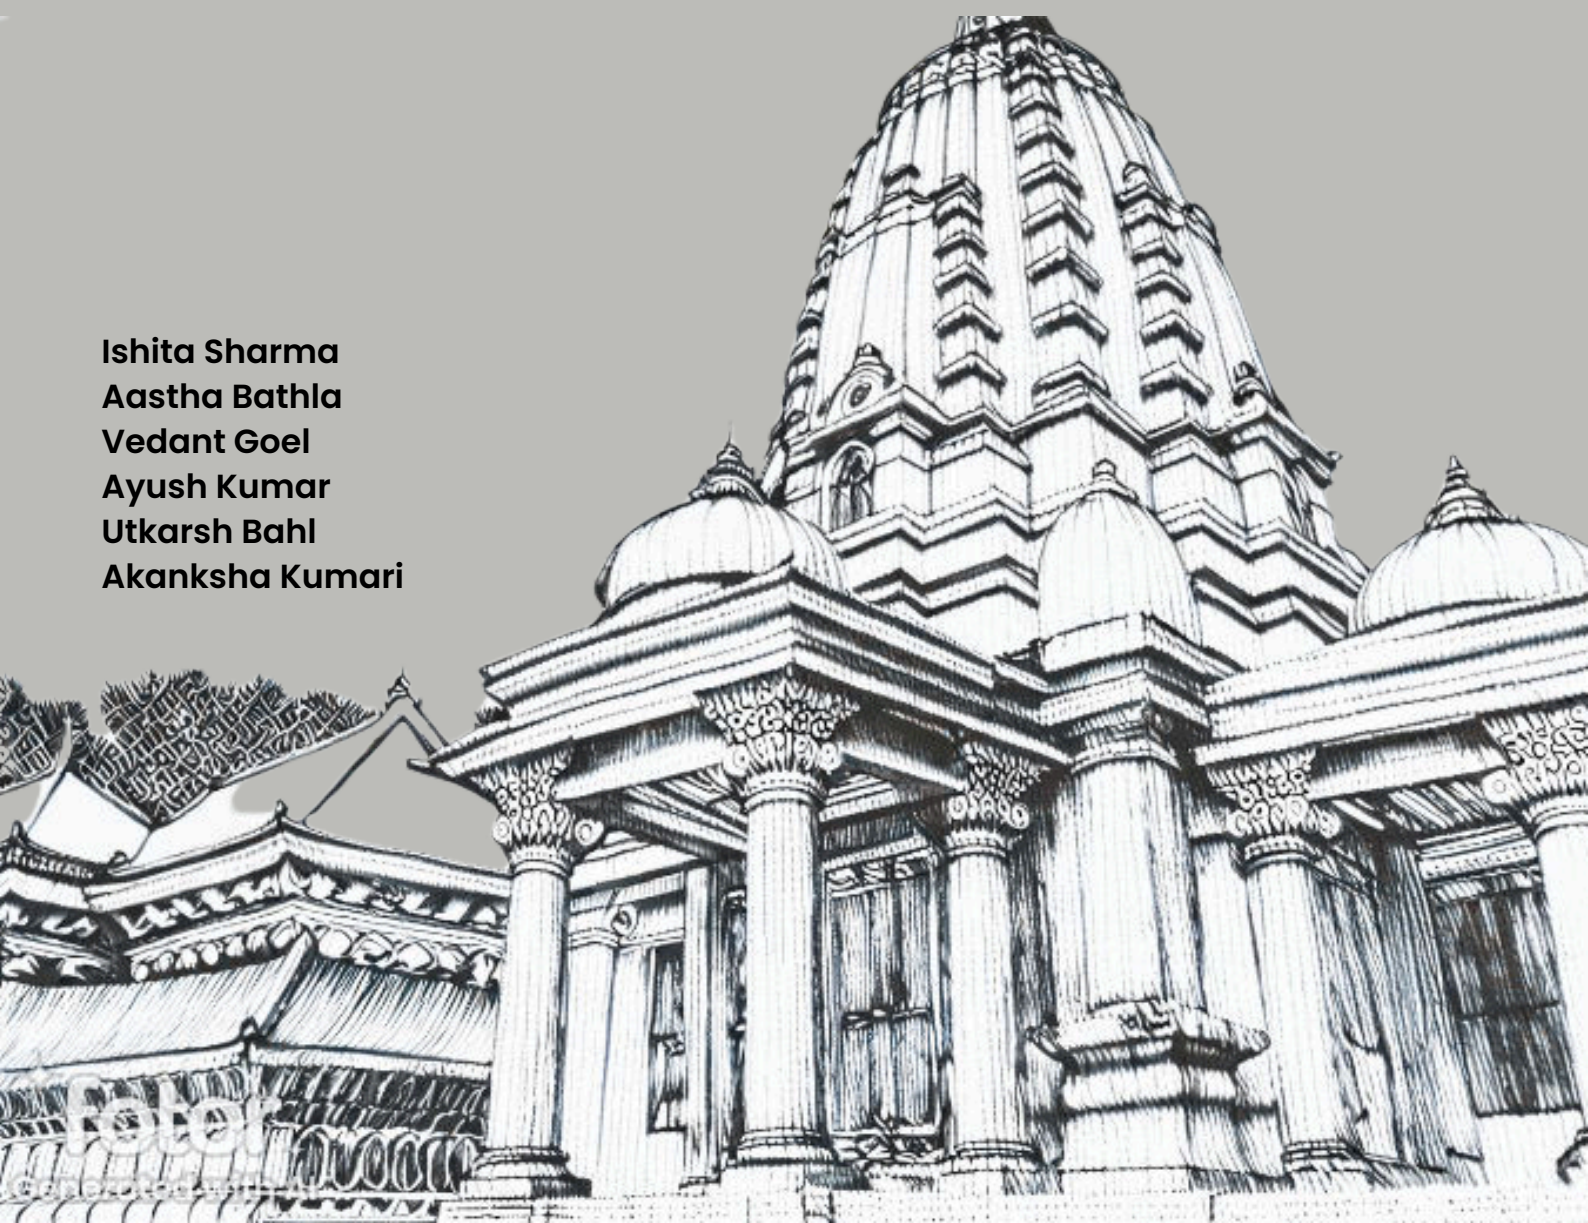 Ishita Sharma
Aastha Bathla
Vedant Goel
Ayush Kumar
Utkarsh Bahl
Akanksha Kumari
fotor
Generated with AI